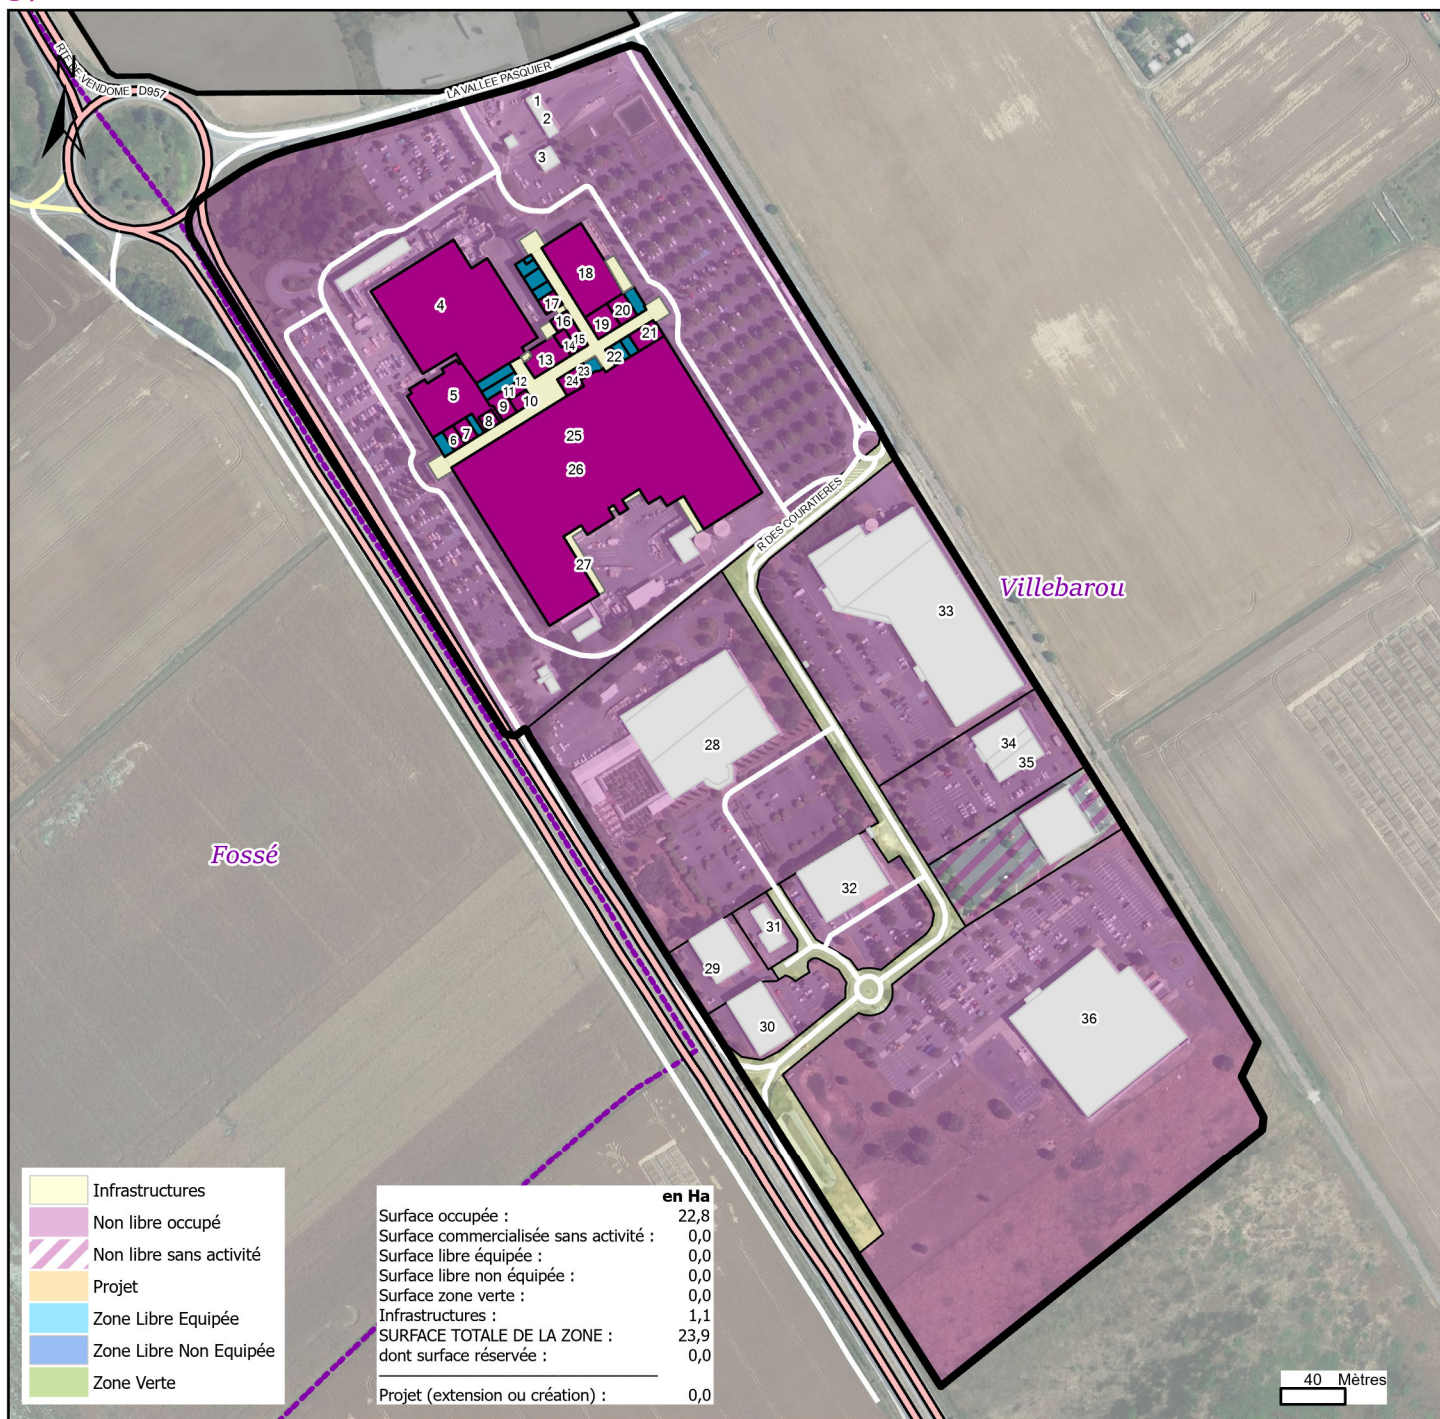 RTE DE VENDOME D957
N
LA VALLEE PASQUIER
1
2
3
4
18
17
20
16
19
21
15
14
22
13
23
12
24
11
5
10
9
8
7
6
25
26
R DES COURATIERES
27
Villebarou
33
28
34
35
Fossé
32
31
29
30
36
Infrastructures
Non libre occupé
Non libre sans activité
Projet
Zone Libre Equipée
Zone Libre Non Equipée
Zone Verte
en Ha
Surface occupée : 22,8
Surface commercialisée sans activité : 0,0
Surface libre équipée : 0,0
Surface libre non équipée : 0,0
Surface zone verte : 0,0
Infrastructures : 1,1
SURFACE TOTALE DE LA ZONE : 23,9
dont surface réservée : 0,0
Projet (extension ou création) : 0,0
40 Mètres